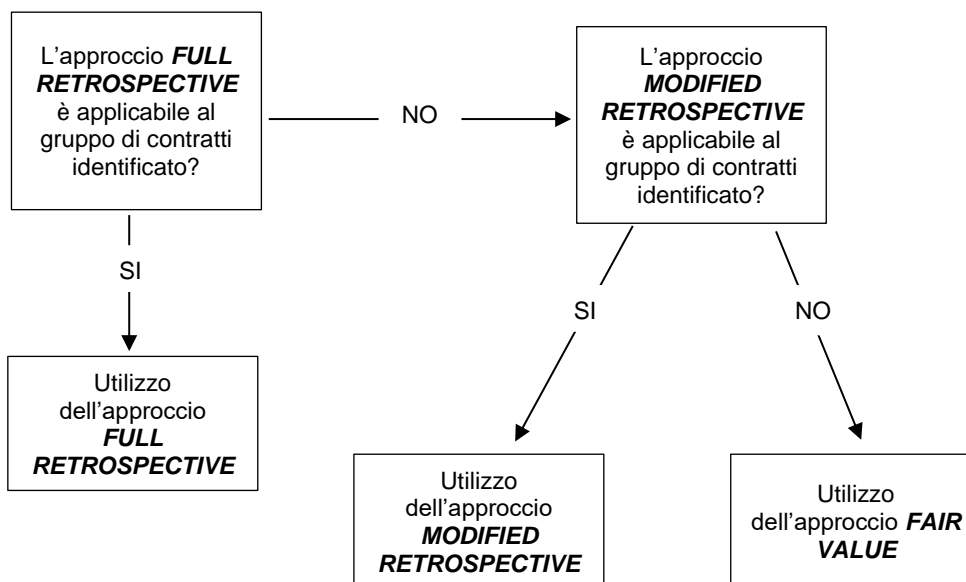 L'approccio FULL
RETROSPECTIVE
è applicabile al
gruppo di contratti
identificato?
NO
L'approccio
MODIFIED
RETROSPECTIVE
è applicabile al
gruppo di contratti
identificato?
SI
SI
NO
Utilizzo
dell'approccio
FULL
RETROSPECTIVE
Utilizzo
dell'approccio
MODIFIED
RETROSPECTIVE
Utilizzo
dell'approccio FAIR
VALUE